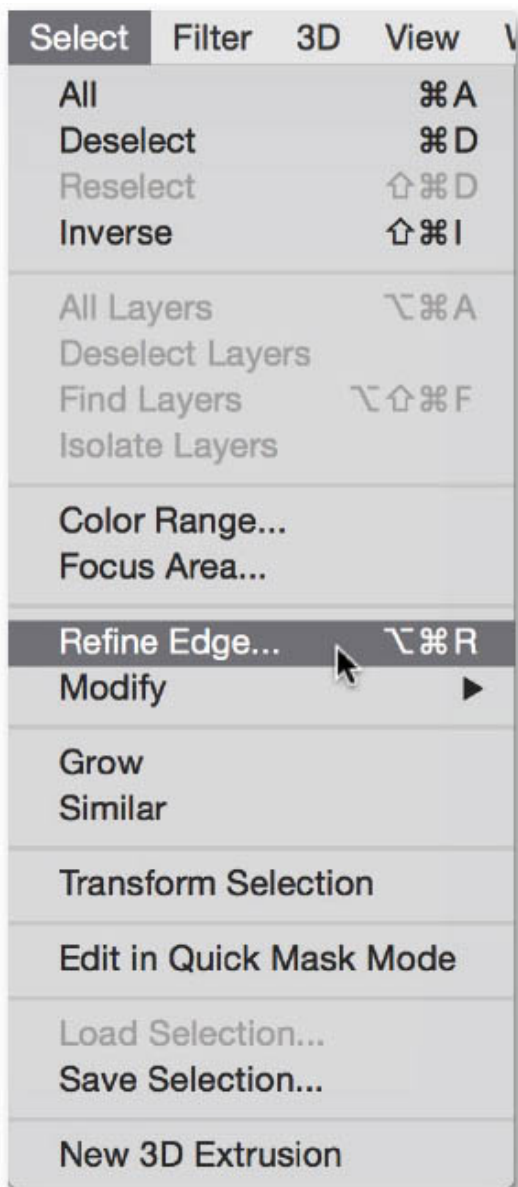 Select Filter 3D View
All ⌘A
Deselect ⌘D
Reselect ⇧⌘D
Inverse ⇧⌘I
All Layers ⌥⌘A
Deselect Layers
Find Layers ⌥⇧⌘F
Isolate Layers
Color Range...
Focus Area...
Refine Edge... ⌥⌘R
Modify ▶
Grow
Similar
Transform Selection
Edit in Quick Mask Mode
Load Selection...
Save Selection...
New 3D Extrusion